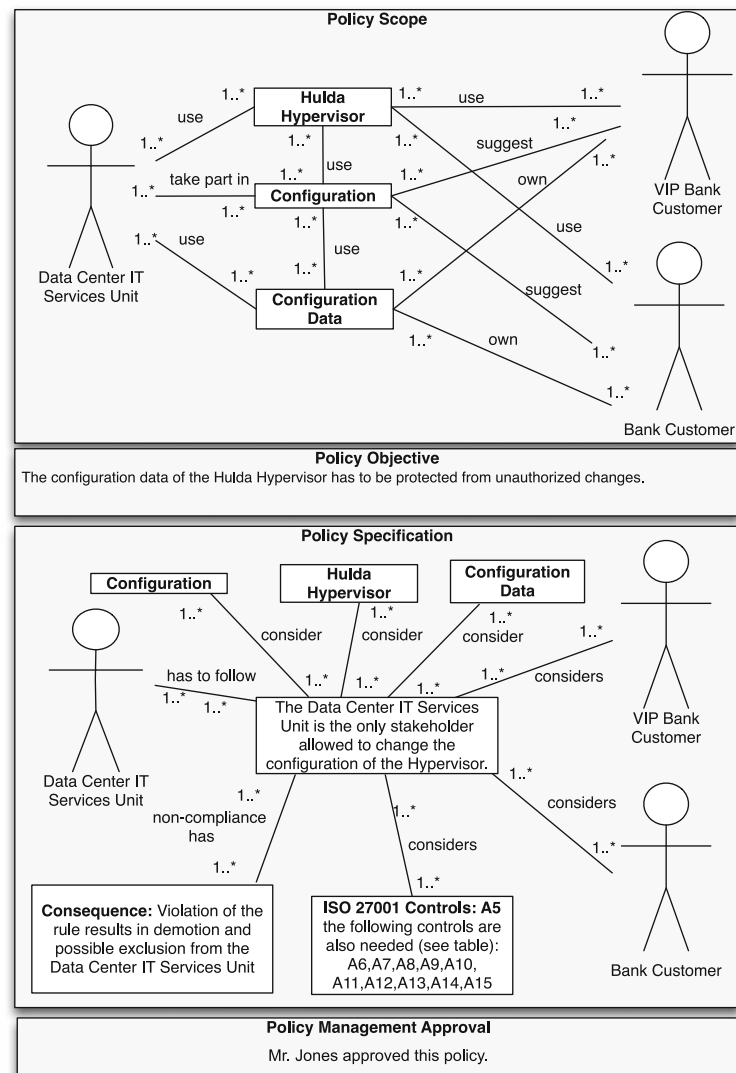 Policy Scope
Hulda
Hypervisor
1..*
1..*
1..*
1..*
use
use
1..*
1..*
1..*
1..*
suggest
1..*
use
1..*
1..*
own
1..*
take part in
Configuration
VIP Bank
Customer
1..*
1..*
1..*
1..*
1..*
use
use
use
Data Center IT
Services Unit
1..*
1..*
1..*
1..*
suggest
Configuration
Data
1..*
own
1..*
1..*
1..*
Bank Customer
Policy Objective
The configuration data of the Hulda Hypervisor has to be protected from unauthorized changes.
Policy Specification
Configuration
Hulda
Hypervisor
Configuration
Data
1..*
1..*
1..*
consider
consider
consider
1..*
has to follow
1..*
1..*
1..*
1..*
considers
1..*
1..*
The Data Center IT Services
Unit is the only stakeholder
allowed to change the
configuration of the Hypervisor.
VIP Bank
Customer
Data Center IT
Services Unit
1..*
1..*
non-compliance
has
1..*
considers
considers
1..*
1..*
1..*
Consequence: Violation of the
rule results in demotion and
possible exclusion from the
Data Center IT Services Unit
ISO 27001 Controls: A5
the following controls are
also needed (see table):
A6,A7,A8,A9,A10,
A11,A12,A13,A14,A15
Bank Customer
Policy Management Approval
Mr. Jones approved this policy.